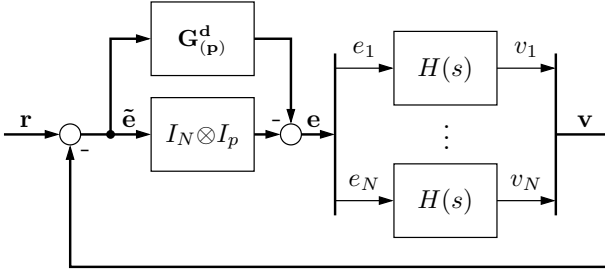 G^d_(p)
e_1
H(s)
v_1
r
-
ẽ
I_N⊗I_p
-
e
⋮
v
e_N
H(s)
v_N